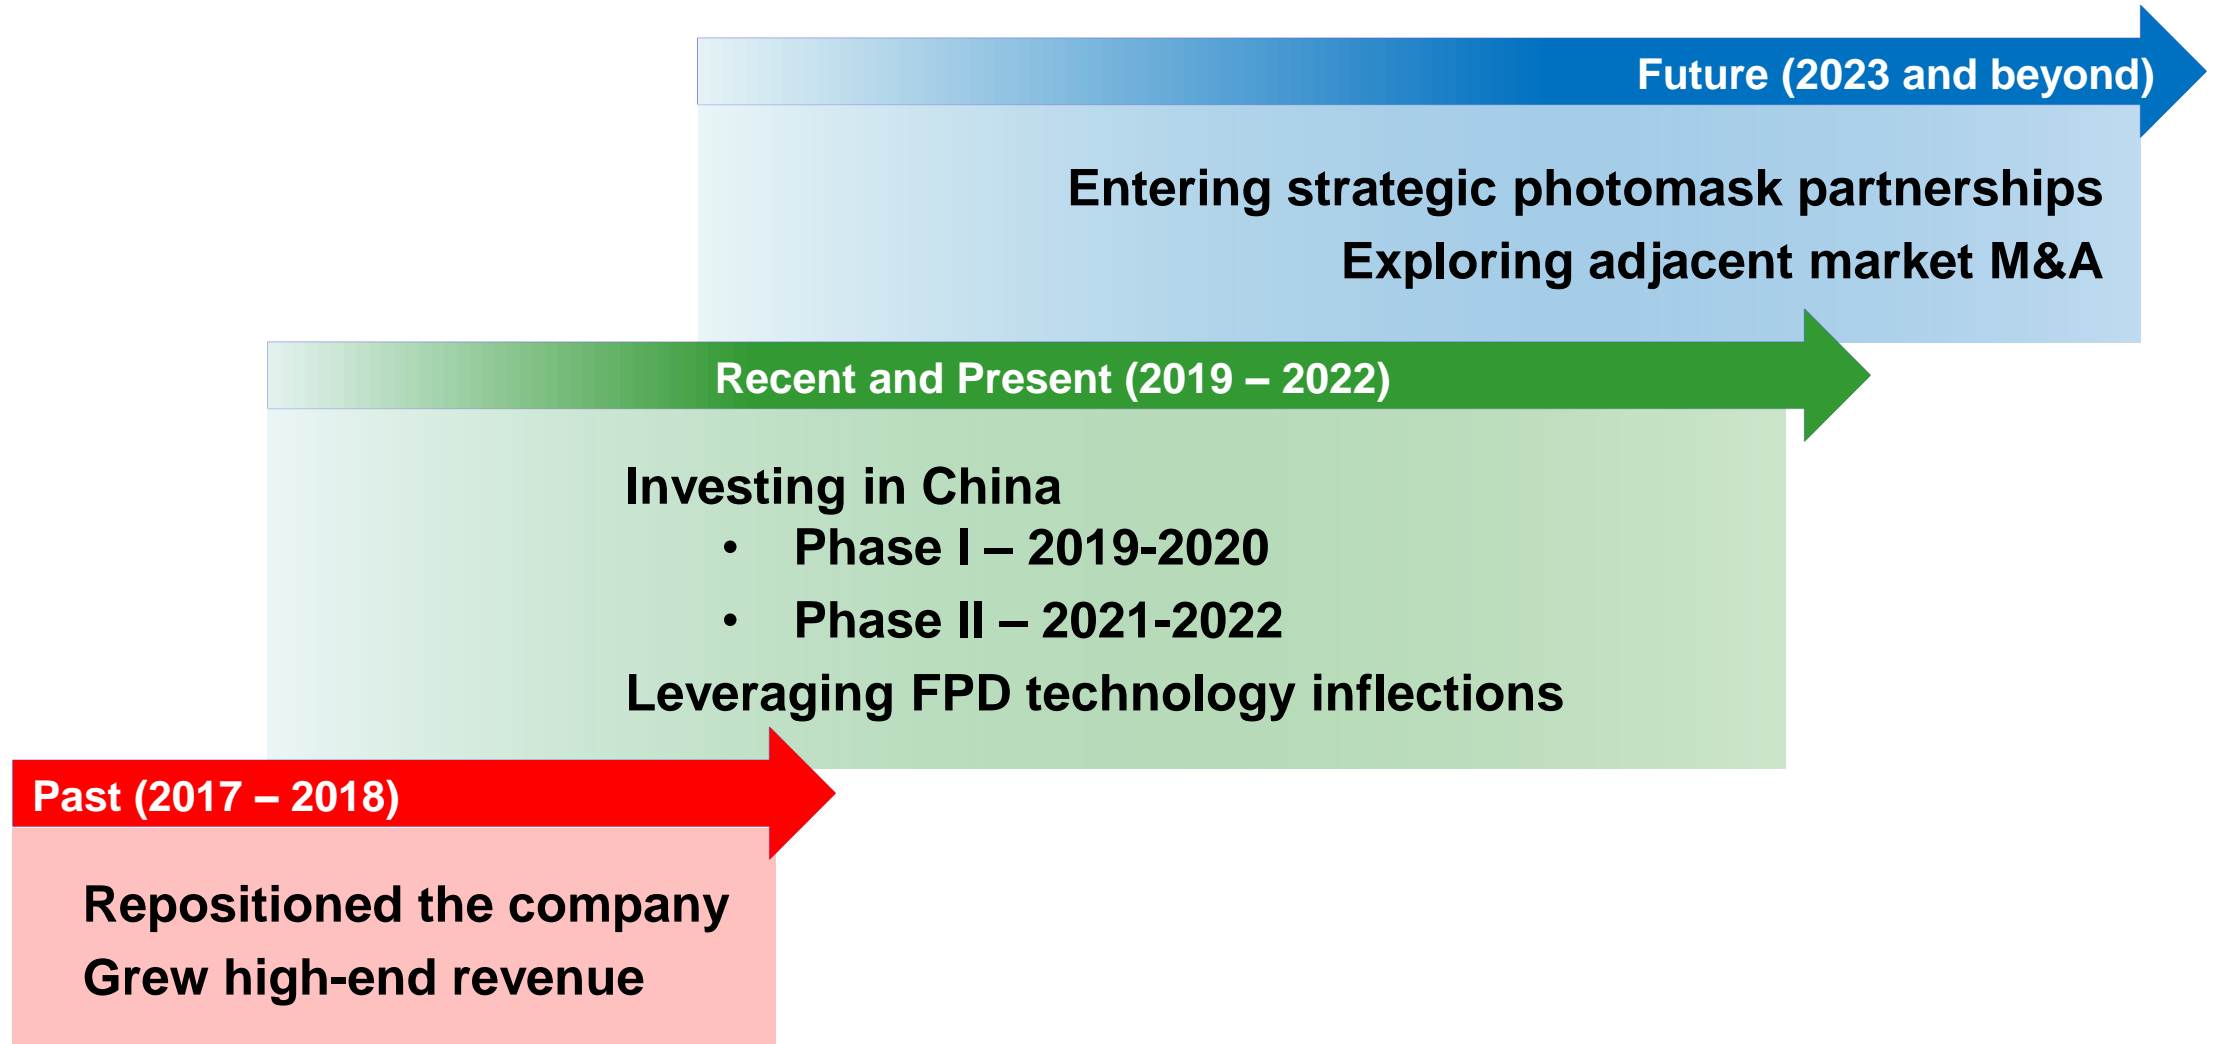 Future (2023 and beyond)
Entering strategic photomask partnerships
Exploring adjacent market M&A
Recent and Present (2019 – 2022)
Investing in China
• Phase I – 2019-2020
• Phase II – 2021-2022
Leveraging FPD technology inflections
Past (2017 – 2018)
Repositioned the company
Grew high-end revenue